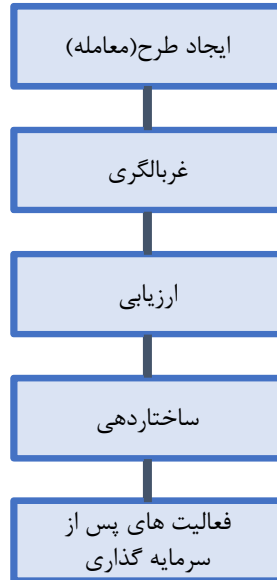 ایجاد طرح(معامله)
غربالگری
ارزیابی
ساختاردهی
فعالیت های پس از
سرمایه گذاری